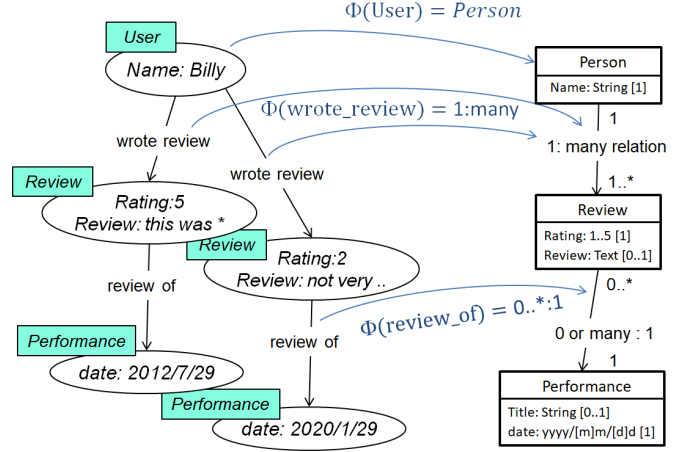 User
Name: Billy
Φ(User) = Person
Person
Name: String [1]
1
Φ(wrote_review) = 1:many
wrote review
1: many relation
wrote review
1..*
Review
Rating:5
Review: this was *
Review
Rating: 1..5 [1]
Review: Text [0..1]
Review
Rating:2
Review: not very ..
0..*
review of
Φ(review_of) = 0..*:1
review of
0 or many : 1
1
Performance
date: 2012/7/29
Performance
Title: String [0..1]
date: yyyy/[m]m/[d]d [1]
Performance
date: 2020/1/29